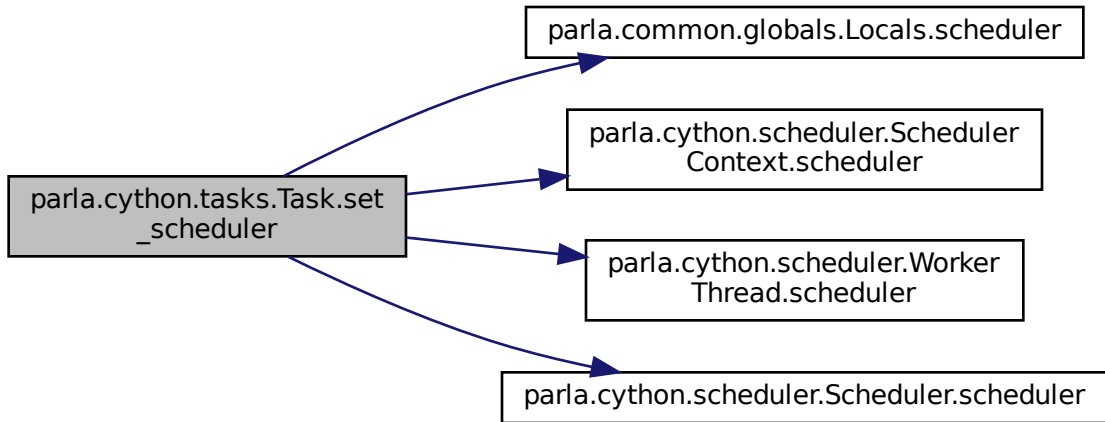 parla.common.globals.Locals.scheduler
parla.cython.scheduler.Scheduler
Context.scheduler
parla.cython.tasks.Task.set
_scheduler
parla.cython.scheduler.Worker
Thread.scheduler
parla.cython.scheduler.Scheduler.scheduler